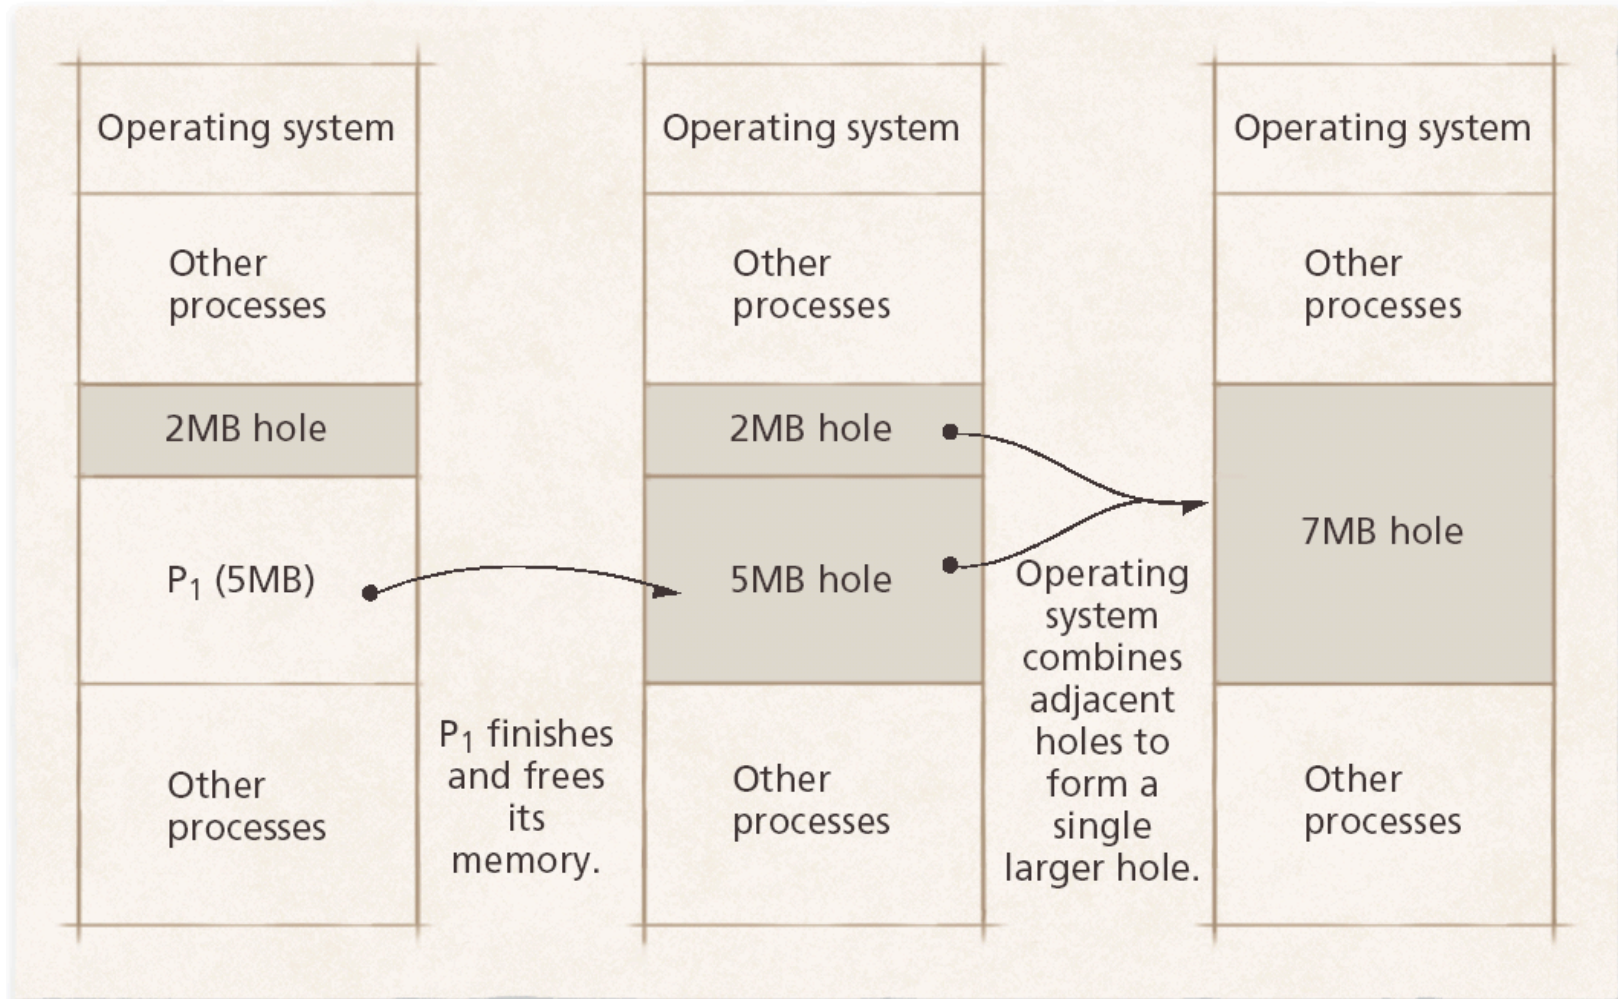 Operating system
Other
processes
2MB hole
P₁ (5MB)
Other
processes
P₁ finishes
and frees
its
memory.
Operating system
Other
processes
2MB hole
5MB hole
Other
processes
Operating
system
combines
adjacent
holes to
form a
single
larger hole.
Operating system
Other
processes
7MB hole
Other
processes